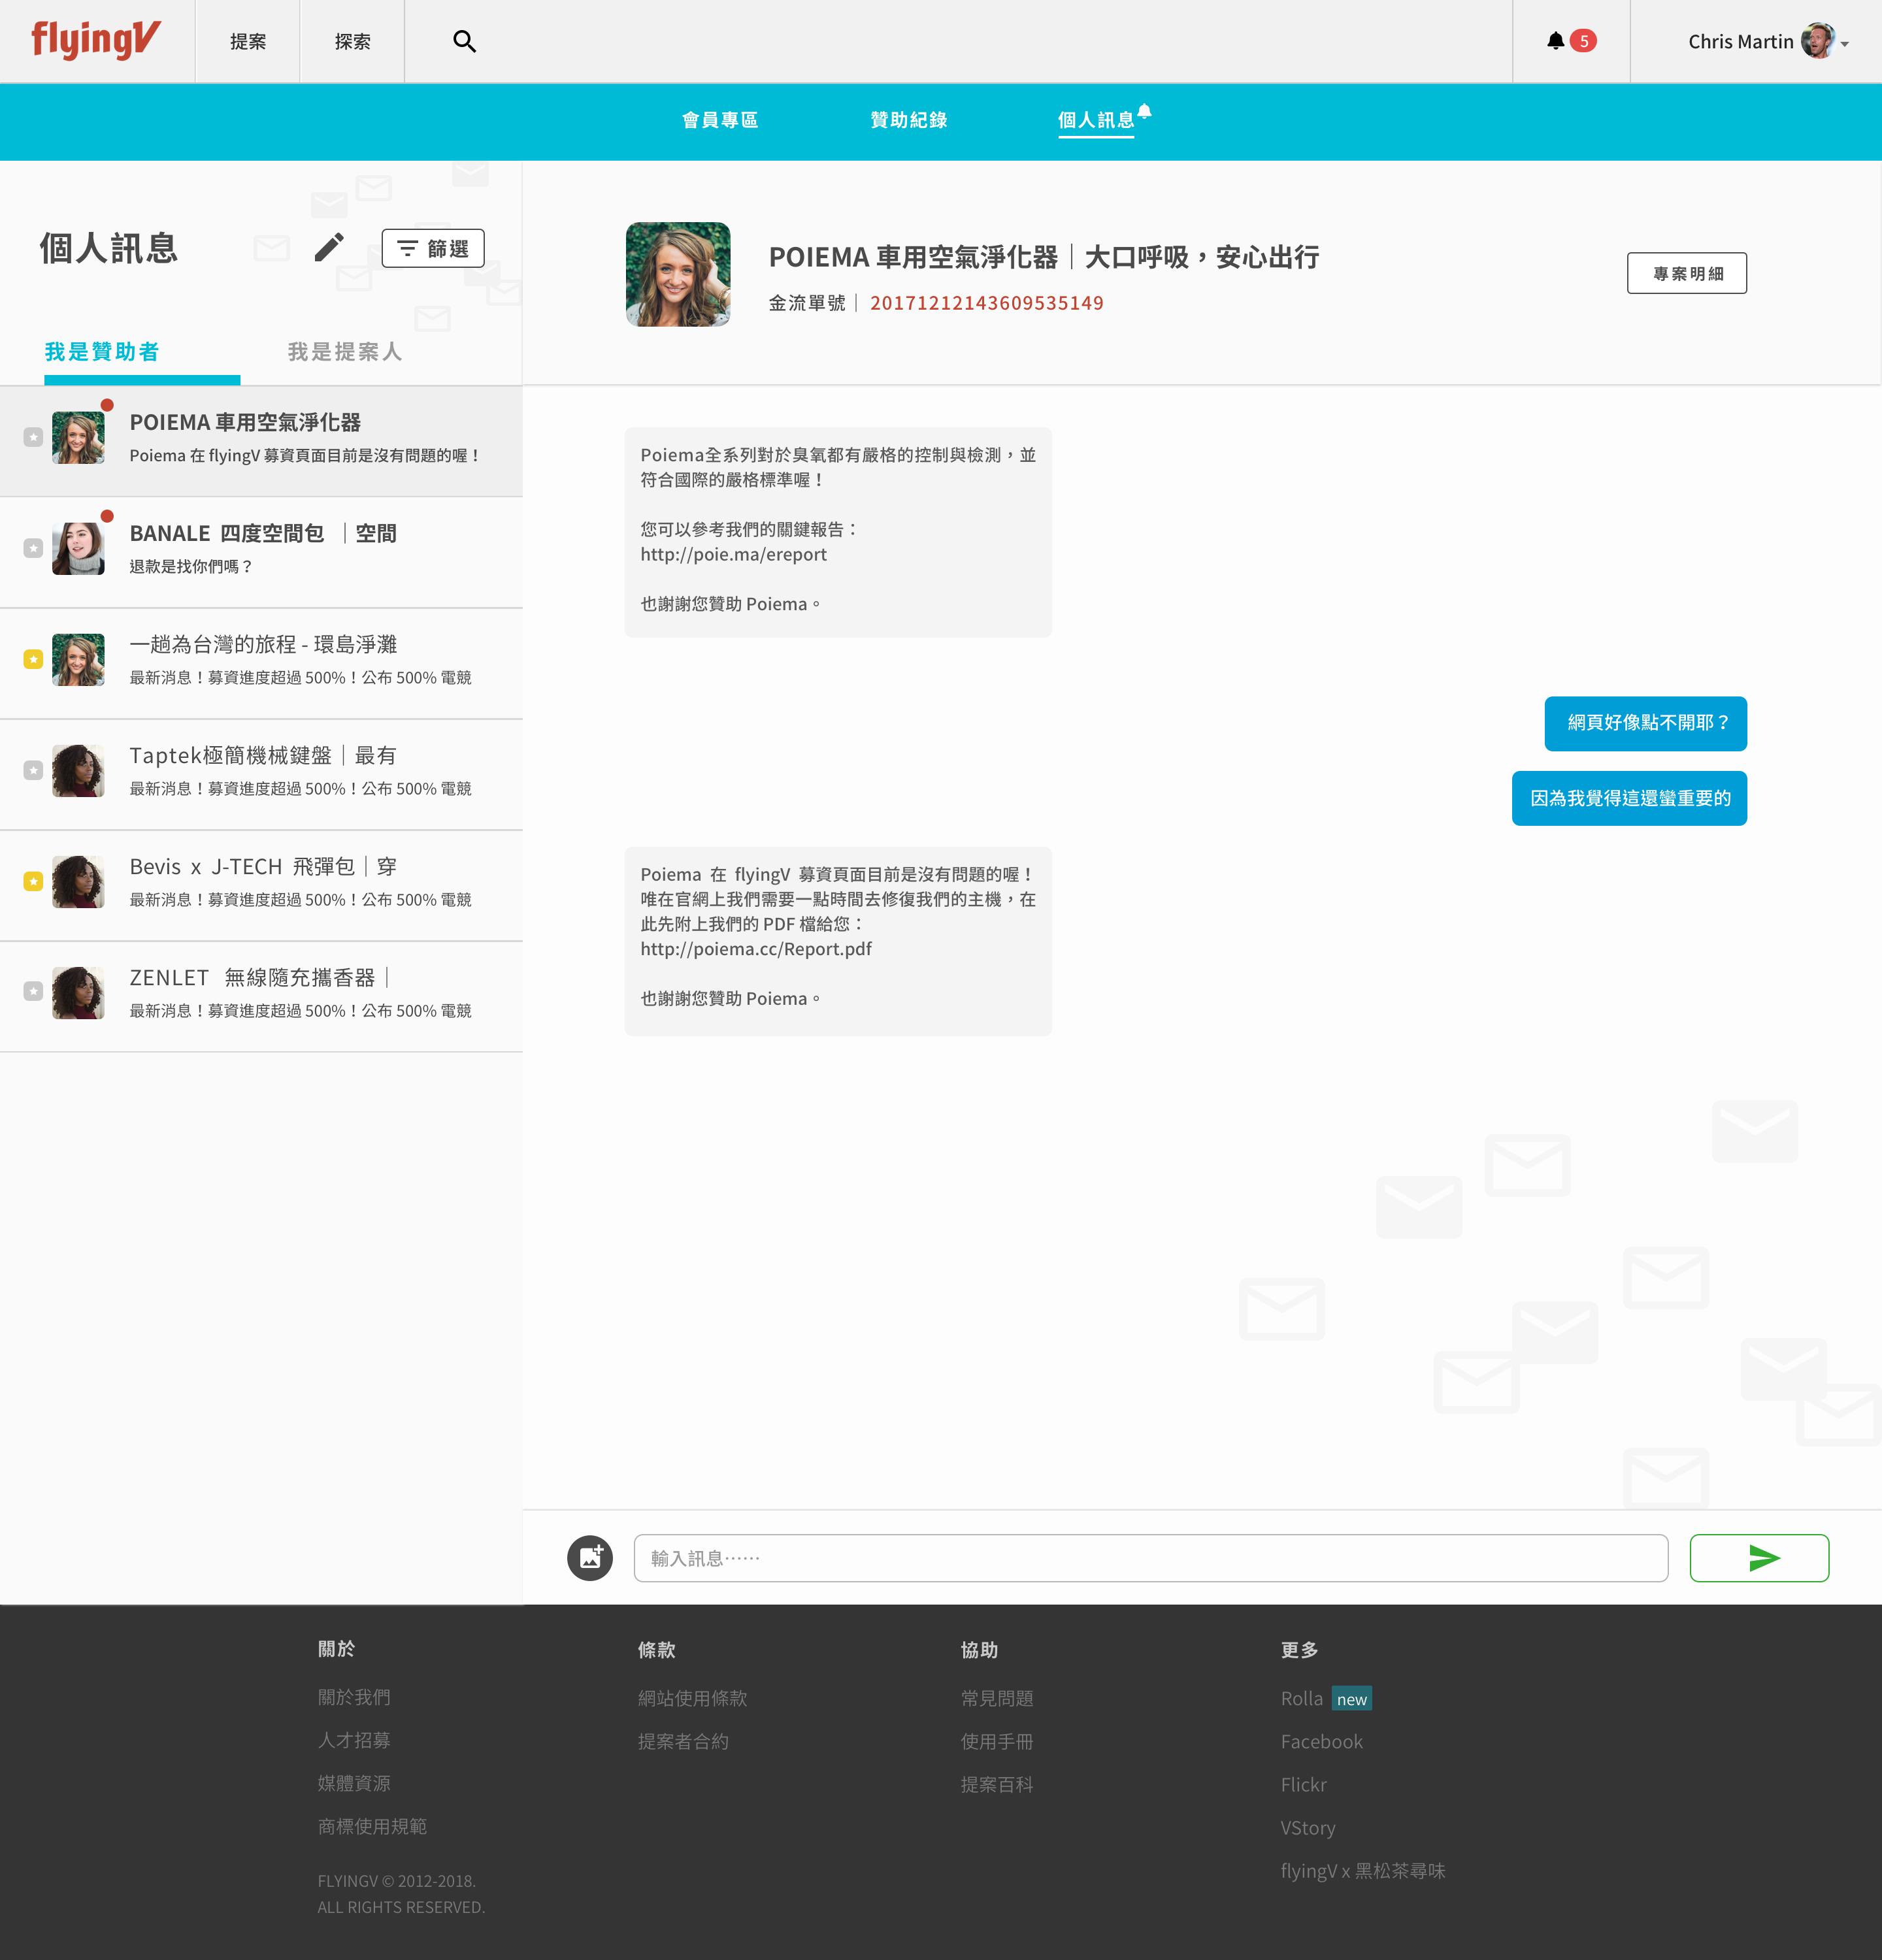 flyingV
提案
探索
5
Chris Martin
會員專區
贊助紀錄
個人訊息
個人訊息
篩選
我是贊助者
我是提案人
POIEMA 車用空氣淨化器
Poiema 在 flyingV 募資頁面目前是沒有問題的喔！
BANALE 四度空間包 ｜空間
退款是找你們嗎？
一趟為台灣的旅程 - 環島淨灘
最新消息！募資進度超過 500%！公布 500% 電競
Taptek極簡機械鍵盤｜最有
最新消息！募資進度超過 500%！公布 500% 電競
Bevis x J-TECH 飛彈包｜穿
最新消息！募資進度超過 500%！公布 500% 電競
ZENLET 無線隨充攜香器｜
最新消息！募資進度超過 500%！公布 500% 電競
POIEMA 車用空氣淨化器｜大口呼吸，安心出行
金流單號｜ 20171212143609535149
專案明細
Poiema全系列對於臭氧都有嚴格的控制與檢測，並
符合國際的嚴格標準喔！
您可以參考我們的關鍵報告：
http://poie.ma/ereport
也謝謝您贊助 Poiema。
網頁好像點不開耶？
因為我覺得這還蠻重要的
Poiema 在 flyingV 募資頁面目前是沒有問題的喔！
唯在官網上我們需要一點時間去修復我們的主機，在
此先附上我們的 PDF 檔給您：
http://poiema.cc/Report.pdf
也謝謝您贊助 Poiema。
輸入訊息⋯⋯
關於
關於我們
人才招募
媒體資源
商標使用規範
FLYINGV © 2012-2018.
ALL RIGHTS RESERVED.
條款
網站使用條款
提案者合約
協助
常見問題
使用手冊
提案百科
更多
Rolla new
Facebook
Flickr
VStory
flyingV x 黑松茶尋味